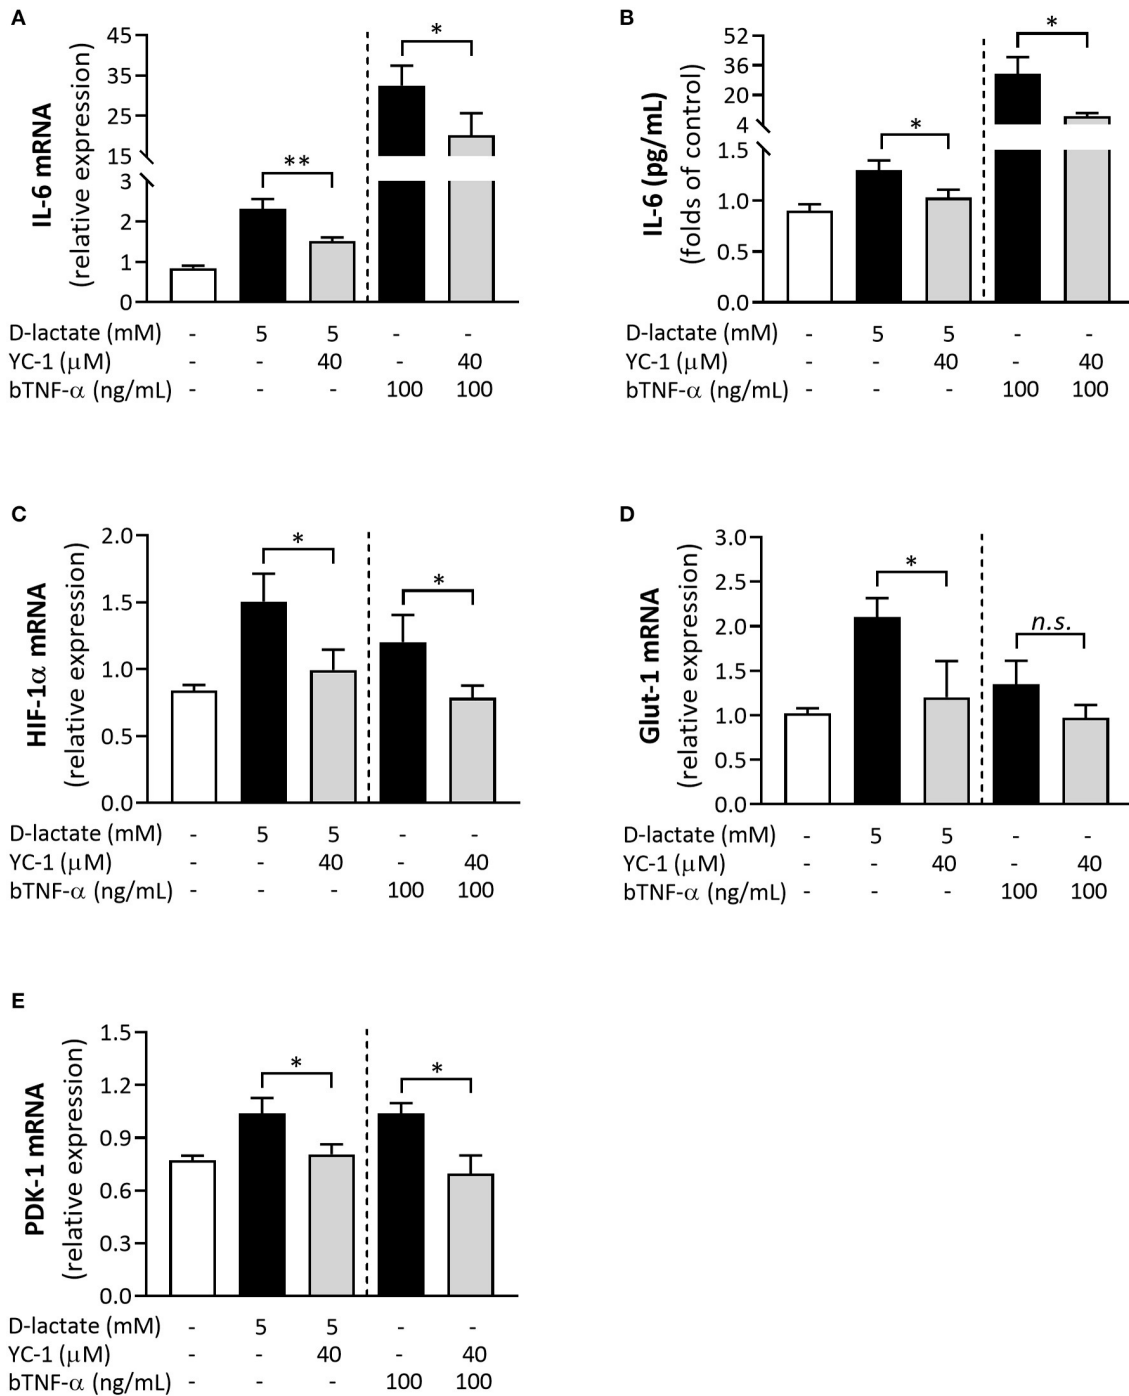 A
IL-6 mRNA
(relative expression)
45
35
25
15
3
2
1
0
**
*
D-lactate (mM) - 5 5 - -
YC-1 (μM) - - 40 - 40
bTNF-α (ng/mL) - - - 100 100
B
IL-6 (pg/mL)
(folds of control)
52
36
20
4
1.5
1.0
0.5
0.0
*
*
D-lactate (mM) - 5 5 - -
YC-1 (μM) - - 40 - 40
bTNF-α (ng/mL) - - - 100 100
C
HIF-1α mRNA
(relative expression)
2.0
1.5
1.0
0.5
0.0
*
*
D-lactate (mM) - 5 5 - -
YC-1 (μM) - - 40 - 40
bTNF-α (ng/mL) - - - 100 100
D
Glut-1 mRNA
(relative expression)
3.0
2.5
2.0
1.5
1.0
0.5
0.0
*
n.s.
D-lactate (mM) - 5 5 - -
YC-1 (μM) - - 40 - 40
bTNF-α (ng/mL) - - - 100 100
E
PDK-1 mRNA
(relative expression)
1.5
1.2
0.9
0.6
0.3
0.0
*
*
D-lactate (mM) - 5 5 - -
YC-1 (μM) - - 40 - 40
bTNF-α (ng/mL) - - - 100 100